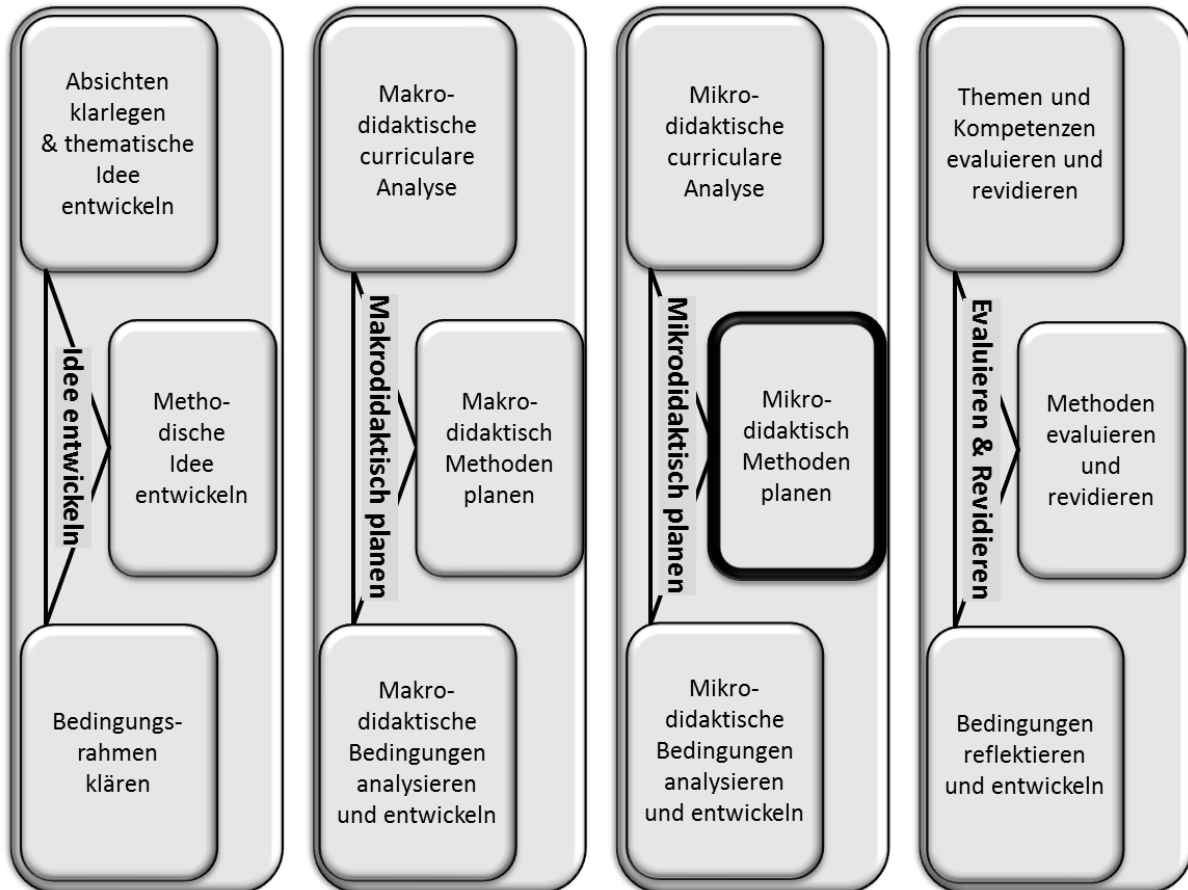 Absichten
klarlegen
& thematische
Idee
entwickeln
Idee entwickeln
Metho-
dische
Idee
entwickeln
Bedingungs-
rahmen
klären
Makro-
didaktische
curriculare
Analyse
Makrodidaktisch planen
Makro-
didaktisch
Methoden
planen
Makro-
didaktische
Bedingungen
analysieren
und entwickeln
Mikro-
didaktische
curriculare
Analyse
Mikrodidaktisch planen
Mikro-
didaktisch
Methoden
planen
Mikro-
didaktische
Bedingungen
analysieren
und entwickeln
Themen und
Kompetenzen
evaluieren und
revidieren
Evaluieren & Revidieren
Methoden
evaluieren
und
revidieren
Bedingungen
reflektieren
und entwickeln